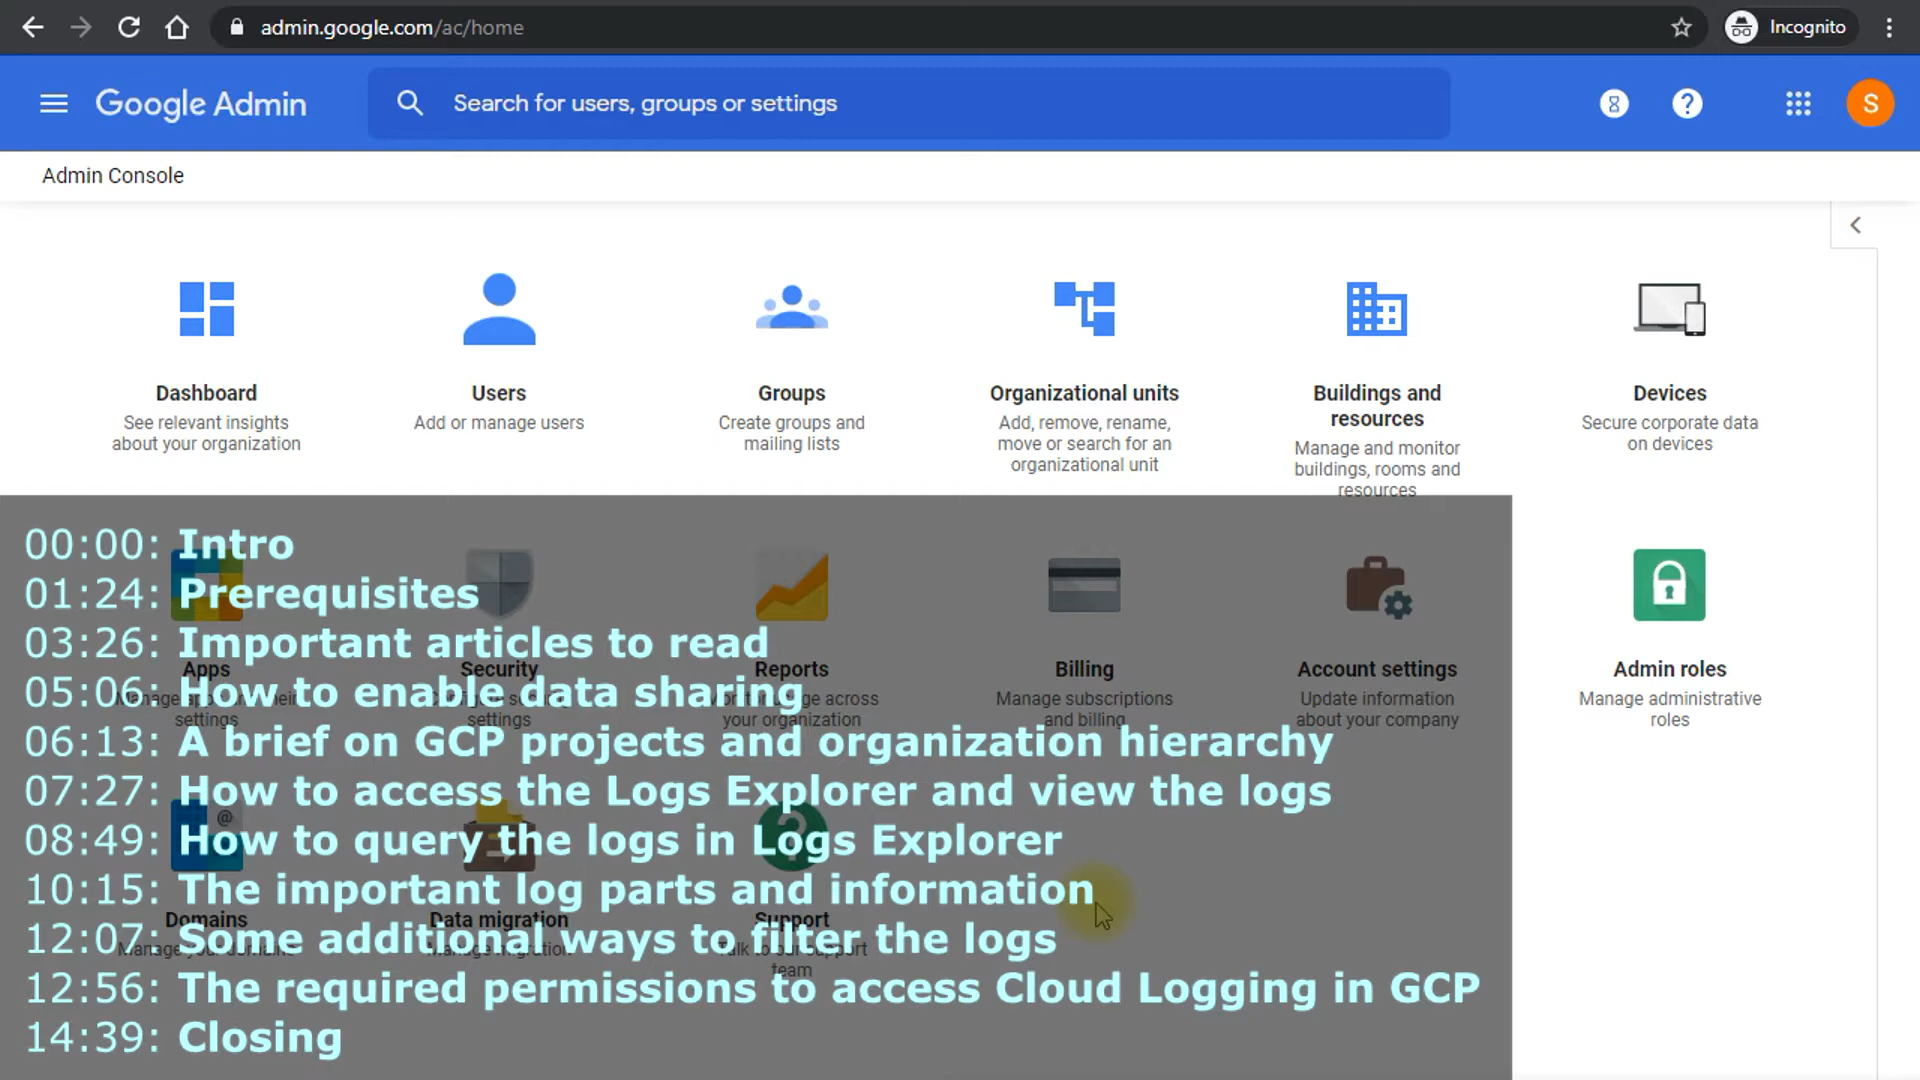 admin.google.com/ac/home
Incognito
Google Admin
Search for users, groups or settings
S
Admin Console
Dashboard
See relevant insights
about your organization
Users
Add or manage users
Groups
Create groups and
mailing lists
Organizational units
Add, remove, rename,
move or search for an
organizational unit
Buildings and
resources
Manage and monitor
buildings, rooms and
resources
Devices
Secure corporate data
on devices
00:00: Intro
01:24: Prerequisites
03:26: Important articles to read
05:06: How to enable data sharing
06:13: A brief on GCP projects and organization hierarchy
07:27: How to access the Logs Explorer and view the logs
08:49: How to query the logs in Logs Explorer
10:15: The important log parts and information
12:07: Some additional ways to filter the logs
12:56: The required permissions to access Cloud Logging in GCP
14:39: Closing
Apps
settings
Security
settings
Reports
your organization
Billing
Manage subscriptions
and billing
Account settings
Update information
about your company
Admin roles
Manage administrative
roles
Domains
Data migration
Support
team